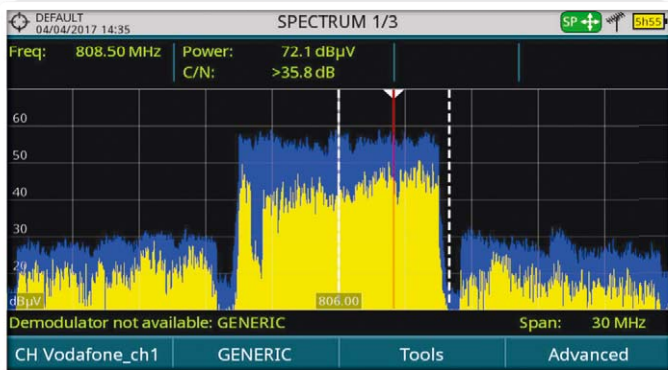 DEFAULT
04/04/2017 14:35
SPECTRUM 1/3
SP
5h55
Freq: 808.50 MHz
Power: 72.1 dBµV
C/N: >35.8 dB
60
50
40
30
20
dBµV
806.00
Demodulator not available: GENERIC
Span: 30 MHz
CH Vodafone_ch1
GENERIC
Tools
Advanced